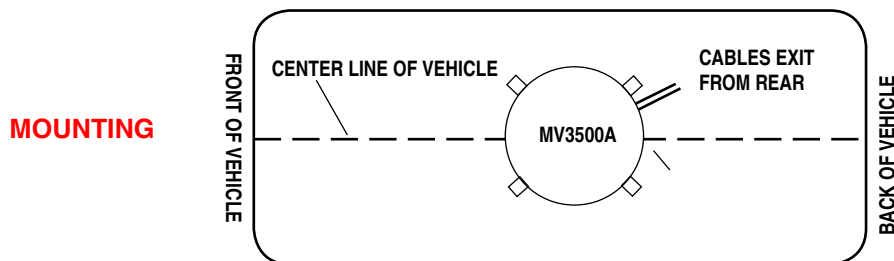 MOUNTING
FRONT OF VEHICLE
CENTER LINE OF VEHICLE
MV3500A
CABLES EXIT
FROM REAR
BACK OF VEHICLE